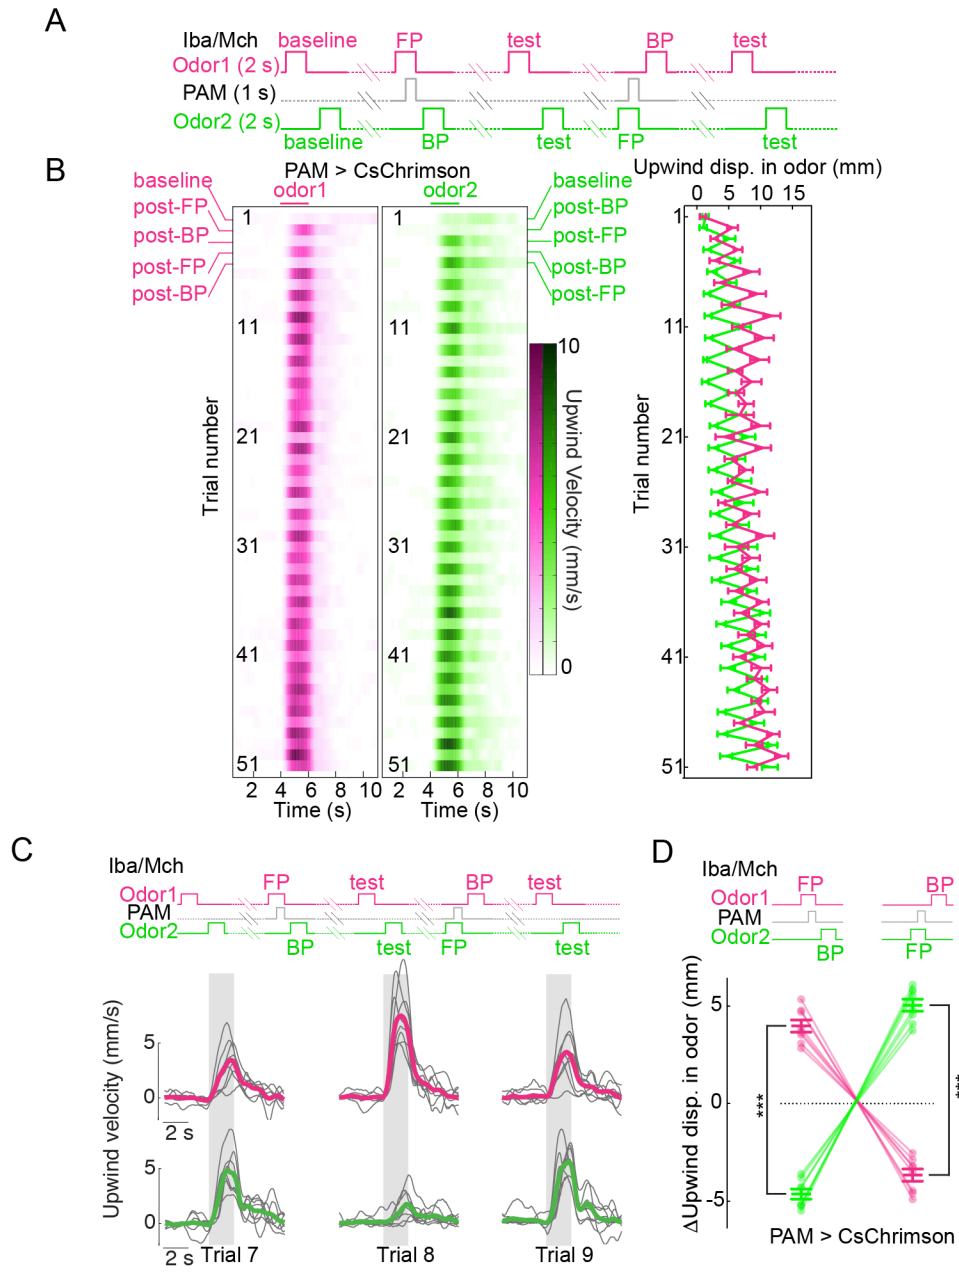 A
Iba/Mch
baseline
FP
test
BP
test
Odor1 (2 s)
PAM (1 s)
Odor2 (2 s)
baseline
BP
test
FP
test
B
PAM > CsChrimson
Upwind disp. in odor (mm)
baseline
post-FP
post-BP
post-FP
post-BP
odor1
odor2
baseline
post-BP
post-FP
post-BP
post-FP
0 5 10 15
Trial number
1
11
21
31
41
51
1
11
21
31
41
51
10
0
Upwind Velocity (mm/s)
Trial number
1
11
21
31
41
51
2 4 6 8 10
Time (s)
2 4 6 8 10
Time (s)
C
Iba/Mch
FP
test
BP
test
Odor1
PAM
Odor2
BP
test
FP
test
Upwind velocity (mm/s)
5
0
2 s
5
0
2 s
Trial 7
Trial 8
Trial 9
D
Iba/Mch
FP
BP
Odor1
PAM
Odor2
BP
FP
ΔUpwind disp. in odor (mm)
5
0
-5
***
***
PAM > CsChrimson